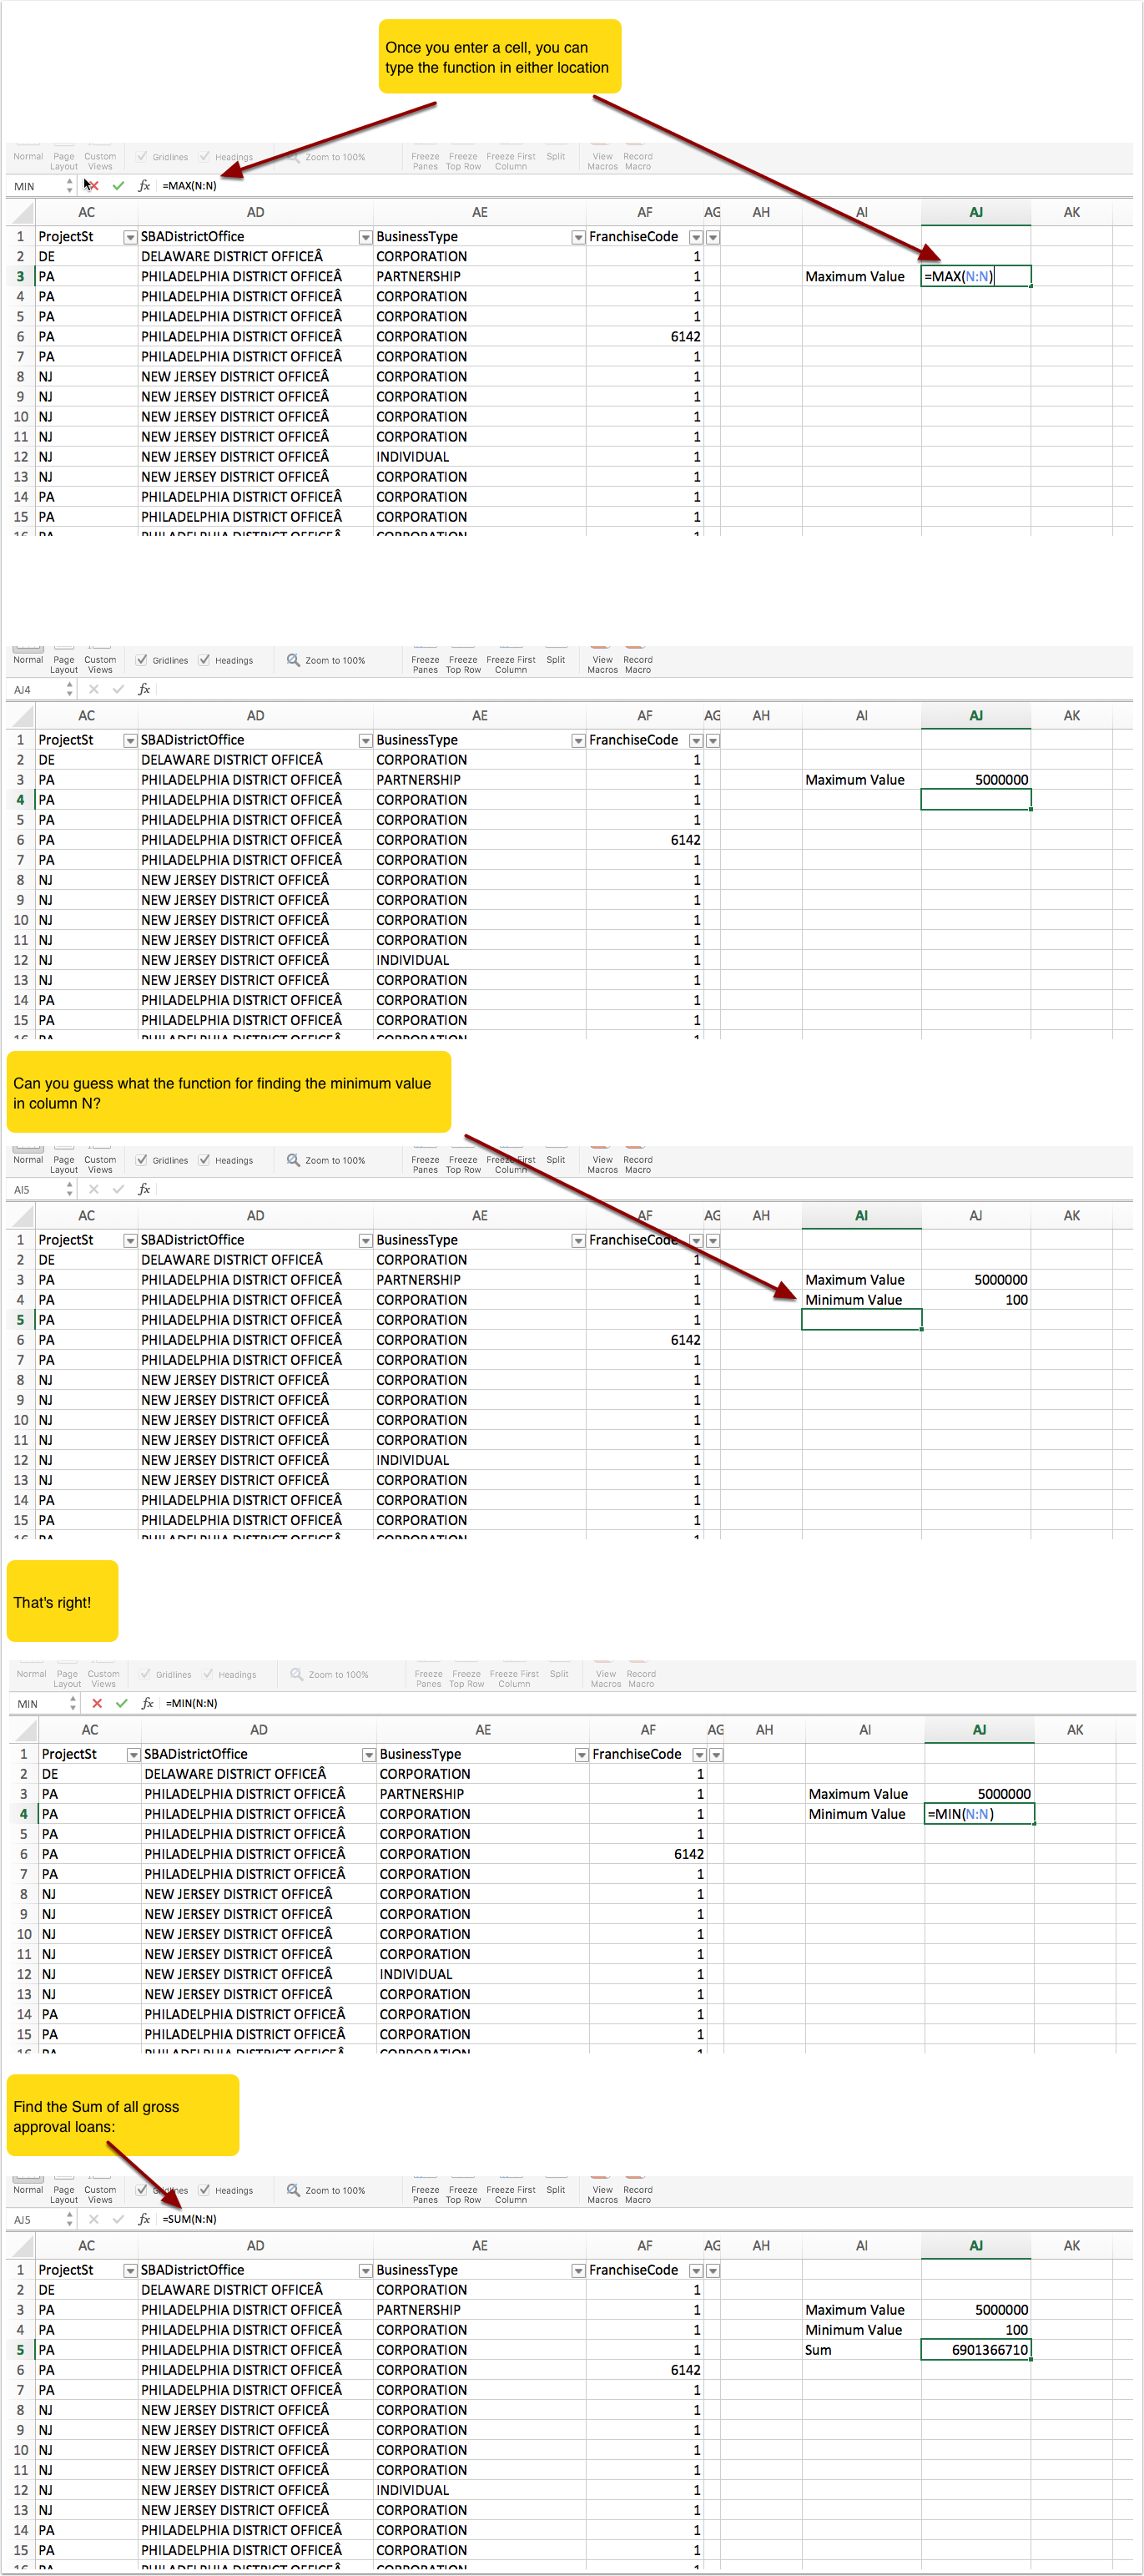 Once you enter a cell, you can
type the function in either location
Normal Page Layout Custom Views Gridlines Headings Zoom to 100% Freeze Panes Freeze Top Row Freeze First Column Split View Macros Record Macro
MIN fx =MAX(N:N)
AC AD AE AF AG AH AI AJ AK
1 ProjectSt SBADistrictOffice BusinessType FranchiseCode
2 DE DELAWARE DISTRICT OFFICEÂ CORPORATION 1
3 PA PHILADELPHIA DISTRICT OFFICEÂ PARTNERSHIP 1 Maximum Value =MAX(N:N)
4 PA PHILADELPHIA DISTRICT OFFICEÂ CORPORATION 1
5 PA PHILADELPHIA DISTRICT OFFICEÂ CORPORATION 1
6 PA PHILADELPHIA DISTRICT OFFICEÂ CORPORATION 6142
7 PA PHILADELPHIA DISTRICT OFFICEÂ CORPORATION 1
8 NJ NEW JERSEY DISTRICT OFFICEÂ CORPORATION 1
9 NJ NEW JERSEY DISTRICT OFFICEÂ CORPORATION 1
10 NJ NEW JERSEY DISTRICT OFFICEÂ CORPORATION 1
11 NJ NEW JERSEY DISTRICT OFFICEÂ CORPORATION 1
12 NJ NEW JERSEY DISTRICT OFFICEÂ INDIVIDUAL 1
13 NJ NEW JERSEY DISTRICT OFFICEÂ CORPORATION 1
14 PA PHILADELPHIA DISTRICT OFFICEÂ CORPORATION 1
15 PA PHILADELPHIA DISTRICT OFFICEÂ CORPORATION 1
Normal Page Layout Custom Views Gridlines Headings Zoom to 100% Freeze Panes Freeze Top Row Freeze First Column Split View Macros Record Macro
AJ4 fx
AC AD AE AF AG AH AI AJ AK
1 ProjectSt SBADistrictOffice BusinessType FranchiseCode
2 DE DELAWARE DISTRICT OFFICEÂ CORPORATION 1
3 PA PHILADELPHIA DISTRICT OFFICEÂ PARTNERSHIP 1 Maximum Value 5000000
4 PA PHILADELPHIA DISTRICT OFFICEÂ CORPORATION 1
5 PA PHILADELPHIA DISTRICT OFFICEÂ CORPORATION 1
6 PA PHILADELPHIA DISTRICT OFFICEÂ CORPORATION 6142
7 PA PHILADELPHIA DISTRICT OFFICEÂ CORPORATION 1
8 NJ NEW JERSEY DISTRICT OFFICEÂ CORPORATION 1
9 NJ NEW JERSEY DISTRICT OFFICEÂ CORPORATION 1
10 NJ NEW JERSEY DISTRICT OFFICEÂ CORPORATION 1
11 NJ NEW JERSEY DISTRICT OFFICEÂ CORPORATION 1
12 NJ NEW JERSEY DISTRICT OFFICEÂ INDIVIDUAL 1
13 NJ NEW JERSEY DISTRICT OFFICEÂ CORPORATION 1
14 PA PHILADELPHIA DISTRICT OFFICEÂ CORPORATION 1
15 PA PHILADELPHIA DISTRICT OFFICEÂ CORPORATION 1
Can you guess what the function for finding the minimum value
in column N?
Normal Page Layout Custom Views Gridlines Headings Zoom to 100% Freeze Panes Freeze Top Row Freeze First Column Split View Macros Record Macro
AI5 fx
AC AD AE AF AG AH AI AJ AK
1 ProjectSt SBADistrictOffice BusinessType FranchiseCode
2 DE DELAWARE DISTRICT OFFICEÂ CORPORATION 1
3 PA PHILADELPHIA DISTRICT OFFICEÂ PARTNERSHIP 1 Maximum Value 5000000
4 PA PHILADELPHIA DISTRICT OFFICEÂ CORPORATION 1 Minimum Value 100
5 PA PHILADELPHIA DISTRICT OFFICEÂ CORPORATION 1
6 PA PHILADELPHIA DISTRICT OFFICEÂ CORPORATION 6142
7 PA PHILADELPHIA DISTRICT OFFICEÂ CORPORATION 1
8 NJ NEW JERSEY DISTRICT OFFICEÂ CORPORATION 1
9 NJ NEW JERSEY DISTRICT OFFICEÂ CORPORATION 1
10 NJ NEW JERSEY DISTRICT OFFICEÂ CORPORATION 1
11 NJ NEW JERSEY DISTRICT OFFICEÂ CORPORATION 1
12 NJ NEW JERSEY DISTRICT OFFICEÂ INDIVIDUAL 1
13 NJ NEW JERSEY DISTRICT OFFICEÂ CORPORATION 1
14 PA PHILADELPHIA DISTRICT OFFICEÂ CORPORATION 1
15 PA PHILADELPHIA DISTRICT OFFICEÂ CORPORATION 1
That's right!
Normal Page Layout Custom Views Gridlines Headings Zoom to 100% Freeze Panes Freeze Top Row Freeze First Column Split View Macros Record Macro
MIN fx =MIN(N:N)
AC AD AE AF AG AH AI AJ AK
1 ProjectSt SBADistrictOffice BusinessType FranchiseCode
2 DE DELAWARE DISTRICT OFFICEÂ CORPORATION 1
3 PA PHILADELPHIA DISTRICT OFFICEÂ PARTNERSHIP 1 Maximum Value 5000000
4 PA PHILADELPHIA DISTRICT OFFICEÂ CORPORATION 1 Minimum Value =MIN(N:N)
5 PA PHILADELPHIA DISTRICT OFFICEÂ CORPORATION 1
6 PA PHILADELPHIA DISTRICT OFFICEÂ CORPORATION 6142
7 PA PHILADELPHIA DISTRICT OFFICEÂ CORPORATION 1
8 NJ NEW JERSEY DISTRICT OFFICEÂ CORPORATION 1
9 NJ NEW JERSEY DISTRICT OFFICEÂ CORPORATION 1
10 NJ NEW JERSEY DISTRICT OFFICEÂ CORPORATION 1
11 NJ NEW JERSEY DISTRICT OFFICEÂ CORPORATION 1
12 NJ NEW JERSEY DISTRICT OFFICEÂ INDIVIDUAL 1
13 NJ NEW JERSEY DISTRICT OFFICEÂ CORPORATION 1
14 PA PHILADELPHIA DISTRICT OFFICEÂ CORPORATION 1
15 PA PHILADELPHIA DISTRICT OFFICEÂ CORPORATION 1
Find the Sum of all gross
approval loans:
Normal Page Layout Custom Views Gridlines Headings Zoom to 100% Freeze Panes Freeze Top Row Freeze First Column Split View Macros Record Macro
AJ5 fx =SUM(N:N)
AC AD AE AF AG AH AI AJ AK
1 ProjectSt SBADistrictOffice BusinessType FranchiseCode
2 DE DELAWARE DISTRICT OFFICEÂ CORPORATION 1
3 PA PHILADELPHIA DISTRICT OFFICEÂ PARTNERSHIP 1 Maximum Value 5000000
4 PA PHILADELPHIA DISTRICT OFFICEÂ CORPORATION 1 Minimum Value 100
5 PA PHILADELPHIA DISTRICT OFFICEÂ CORPORATION 1 Sum 6901366710
6 PA PHILADELPHIA DISTRICT OFFICEÂ CORPORATION 6142
7 PA PHILADELPHIA DISTRICT OFFICEÂ CORPORATION 1
8 NJ NEW JERSEY DISTRICT OFFICEÂ CORPORATION 1
9 NJ NEW JERSEY DISTRICT OFFICEÂ CORPORATION 1
10 NJ NEW JERSEY DISTRICT OFFICEÂ CORPORATION 1
11 NJ NEW JERSEY DISTRICT OFFICEÂ CORPORATION 1
12 NJ NEW JERSEY DISTRICT OFFICEÂ INDIVIDUAL 1
13 NJ NEW JERSEY DISTRICT OFFICEÂ CORPORATION 1
14 PA PHILADELPHIA DISTRICT OFFICEÂ CORPORATION 1
15 PA PHILADELPHIA DISTRICT OFFICEÂ CORPORATION 1